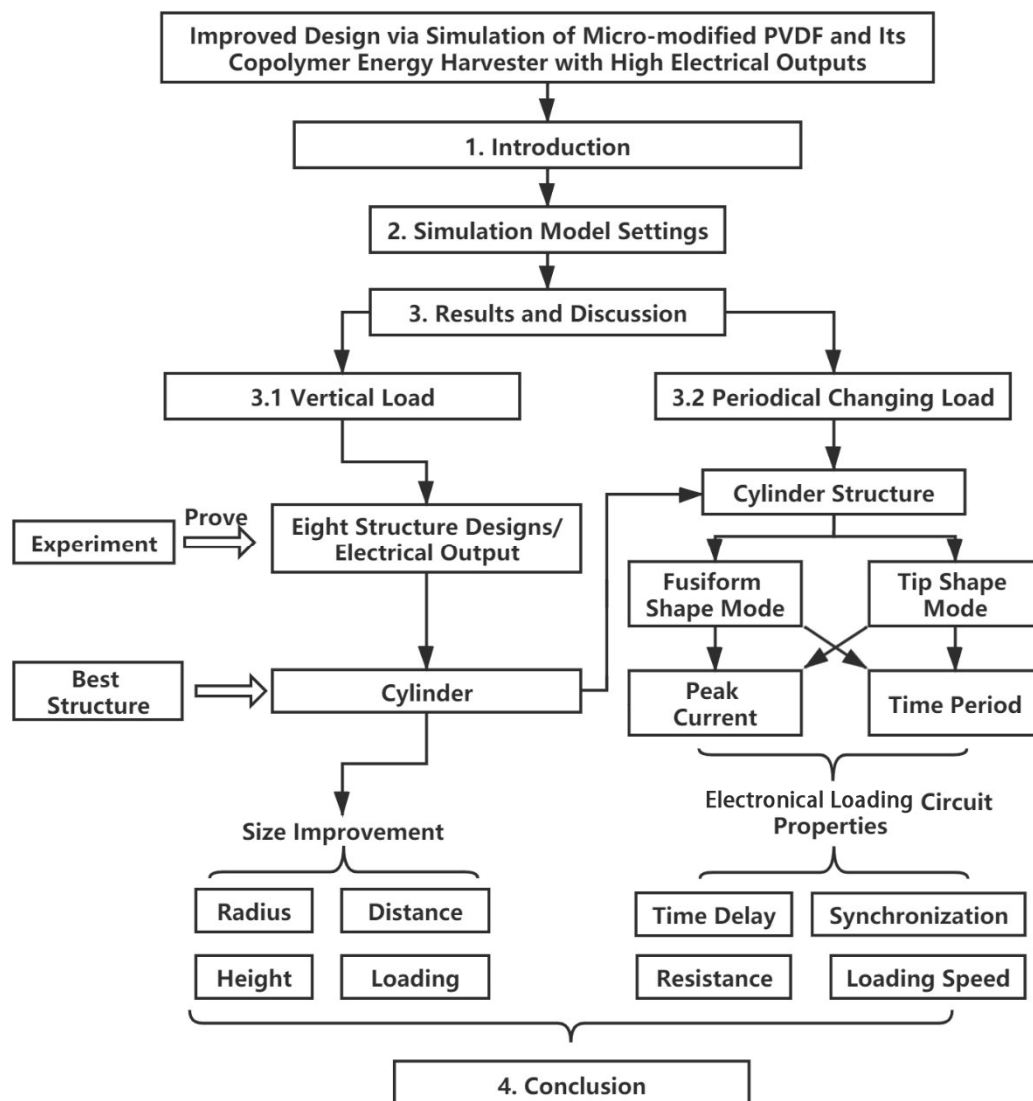 Improved Design via Simulation of Micro-modified PVDF and Its
Copolymer Energy Harvester with High Electrical Outputs
1. Introduction
2. Simulation Model Settings
3. Results and Discussion
3.1 Vertical Load
3.2 Periodical Changing Load
Cylinder Structure
Prove
Experiment
Eight Structure Designs/
Electrical Output
Fusiform
Shape Mode
Tip Shape
Mode
Best
Structure
Cylinder
Peak
Current
Time Period
Size Improvement
Electronical Loading Circuit
Properties
Radius
Distance
Time Delay
Synchronization
Height
Loading
Resistance
Loading Speed
4. Conclusion